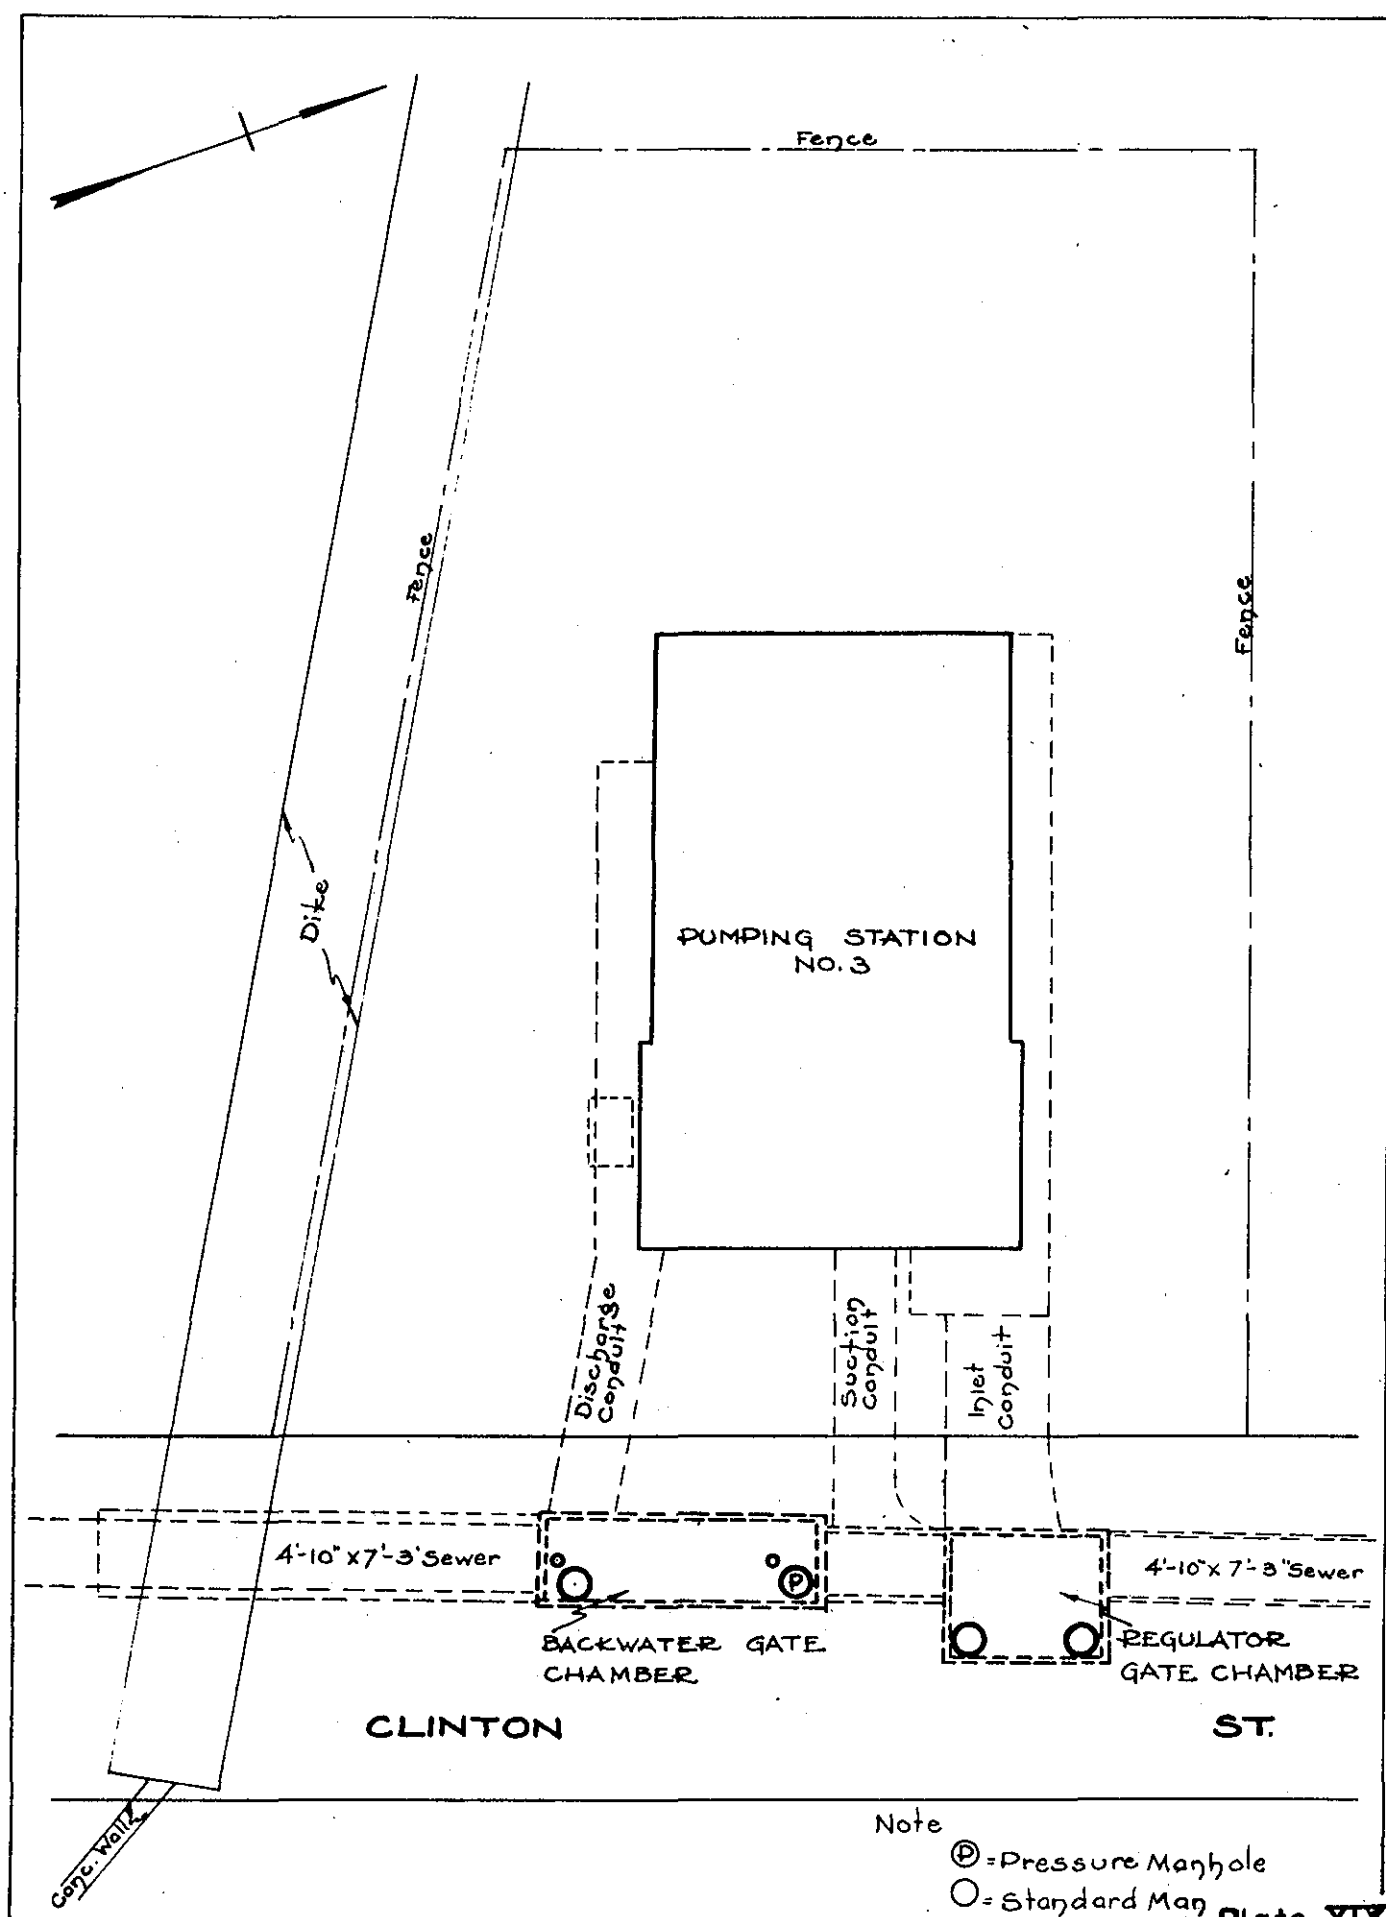 Fence
Fence
Fence
Dike
PUMPING STATION
NO. 3
Discharge
Conduit
Suction
Conduit
Inlet
Conduit
4'-10" x 7'-3' Sewer
P
4'-10" x 7'-3" Sewer
BACKWATER GATE
CHAMBER
REGULATOR
GATE CHAMBER
CLINTON ST.
Conc. Wall
Note
P = Pressure Manhole
= Standard Man
Plate XIX